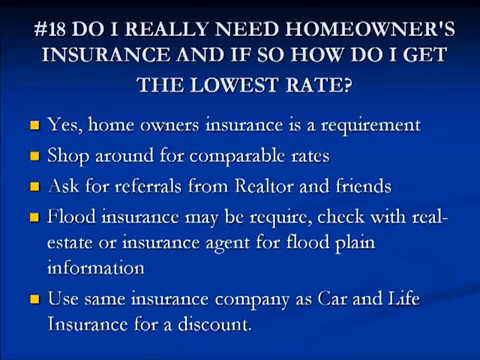 #18 DO I REALLY NEED HOMEOWNER'S
INSURANCE AND IF SO HOW DO I GET
THE LOWEST RATE?
Yes, home owners insurance is a requirement
Shop around for comparable rates
Ask for referrals from Realtor and friends
Flood insurance may be require, check with real-
estate or insurance agent for flood plain
information
Use same insurance company as Car and Life
Insurance for a discount.